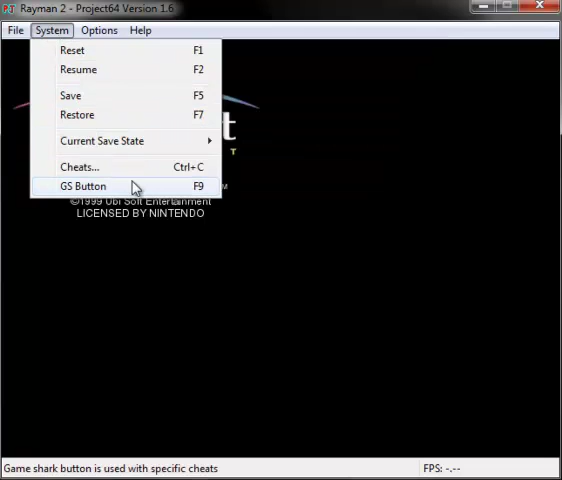 Rayman 2 - Project64 Version 1.6
File System Options Help
Reset F1
Resume F2
Save F5
Restore F7
Current Save State
Cheats... Ctrl+C
GS Button F9
©1999 Ubi Soft Entertainment
LICENSED BY NINTENDO
Game shark button is used with specific cheats FPS: -.--